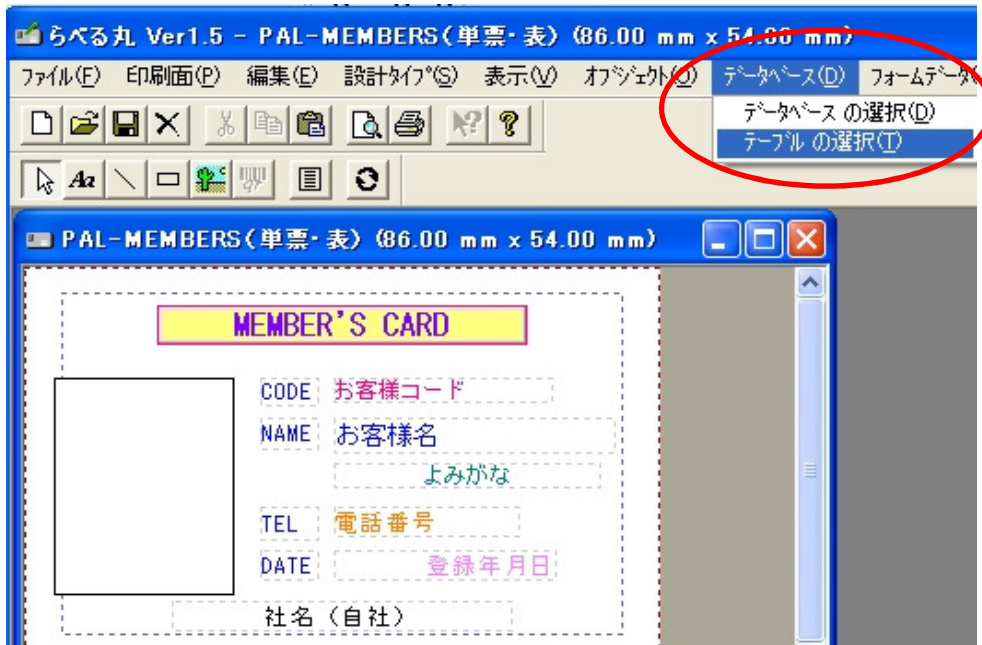 らべる丸 Ver1.5 - PAL-MEMBERS(単票・表) (86.00 mm x 54.00 mm)
ファイル(F) 印刷面(P) 編集(E) 設計タイプ(S) 表示(V) オブジェクト(O) データベース(D) フォームデータ(
データベース の選択(D)
テーブル の選択(T)
Aa
PAL-MEMBERS(単票・表) (86.00 mm x 54.00 mm)
MEMBER'S CARD
CODE お客様コード
NAME お客様名
よみがな
TEL 電話番号
DATE 登録年月日
社名(自社)